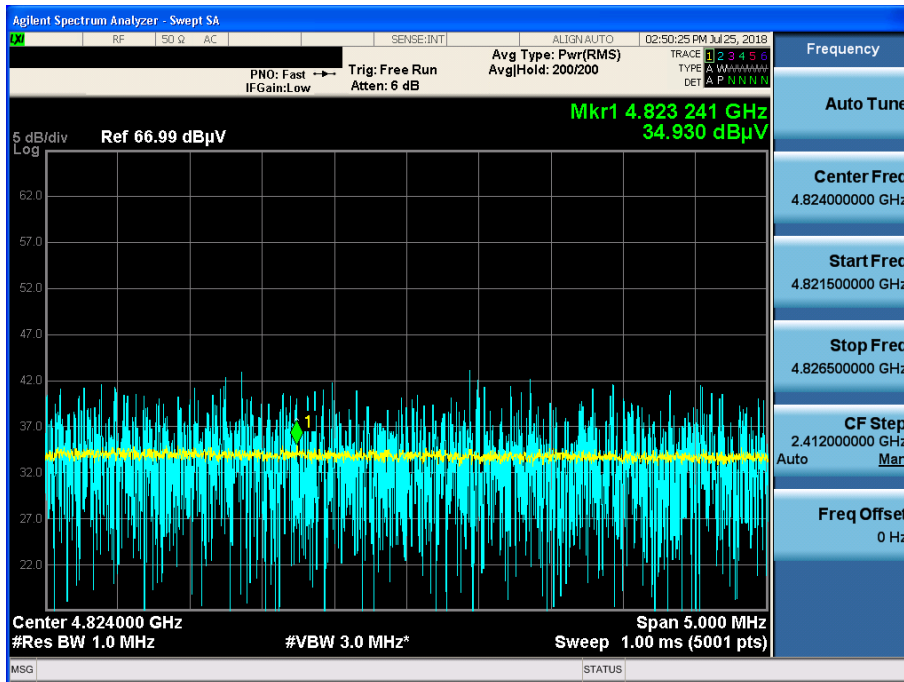 Agilent Spectrum Analyzer - Swept SA
LXI RF 50 Ω AC SENSE:INT ALIGN AUTO 02:50:25 PM Jul 25, 2018
Frequency
PNO: Fast Trig: Free Run Avg Type: Pwr(RMS) TRACE 1 2 3 4 5 6
IFGain:Low Atten: 6 dB Avg|Hold: 200/200 TYPE A W W W W W
DET A P N N N N
Auto Tune
Mkr1 4.823 241 GHz
34.930 dBµV
5 dB/div Ref 66.99 dBµV
Log
62.0
57.0
52.0
47.0
42.0
37.0
32.0
27.0
22.0
1
Center Freq
4.824000000 GHz
Start Freq
4.821500000 GHz
Stop Freq
4.826500000 GHz
CF Step
2.412000000 GHz
Auto Man
Freq Offset
0 Hz
Center 4.824000 GHz Span 5.000 MHz
#Res BW 1.0 MHz #VBW 3.0 MHz* Sweep 1.00 ms (5001 pts)
MSG STATUS